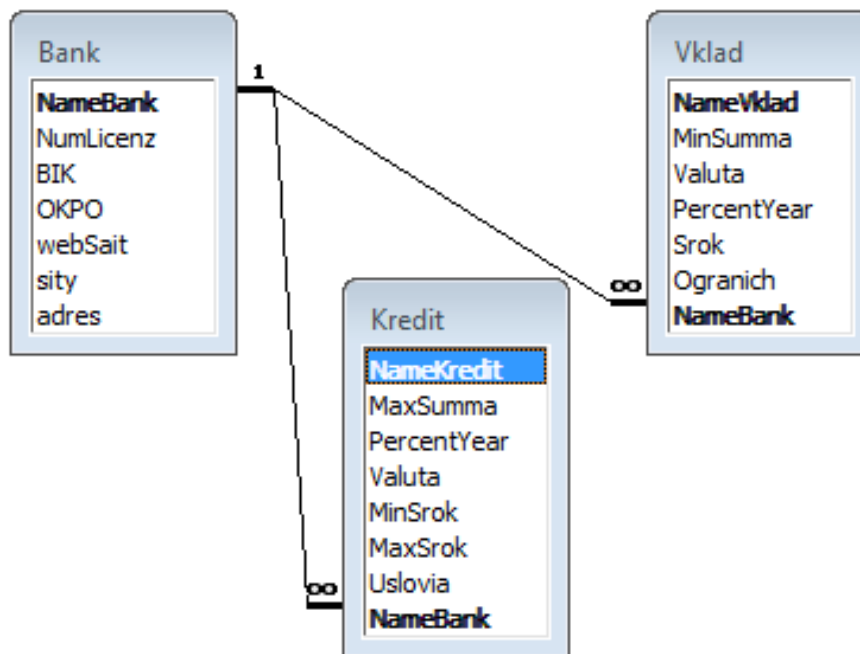 Bank
NameBank
NumLicenz
BIK
OKPO
webSait
sity
adres
1
Vklad
NameVklad
MinSumma
Valuta
PercentYear
Srok
Ogranich
NameBank
∞
Kredit
NameKredit
MaxSumma
PercentYear
Valuta
MinSrok
MaxSrok
Uslovia
NameBank
∞